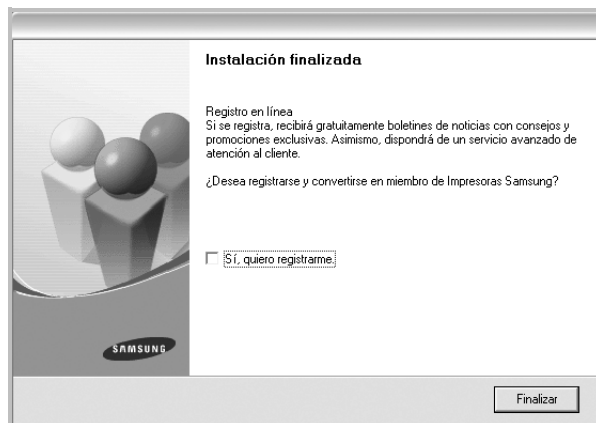 Instalación finalizada
Registro en línea
Si se registra, recibirá gratuitamente boletines de noticias con consejos y
promociones exclusivas. Asimismo, dispondrá de un servicio avanzado de
atención al cliente.
¿Desea registrarse y convertirse en miembro de Impresoras Samsung?
Sí, quiero registrarme.
SAMSUNG
Finalizar